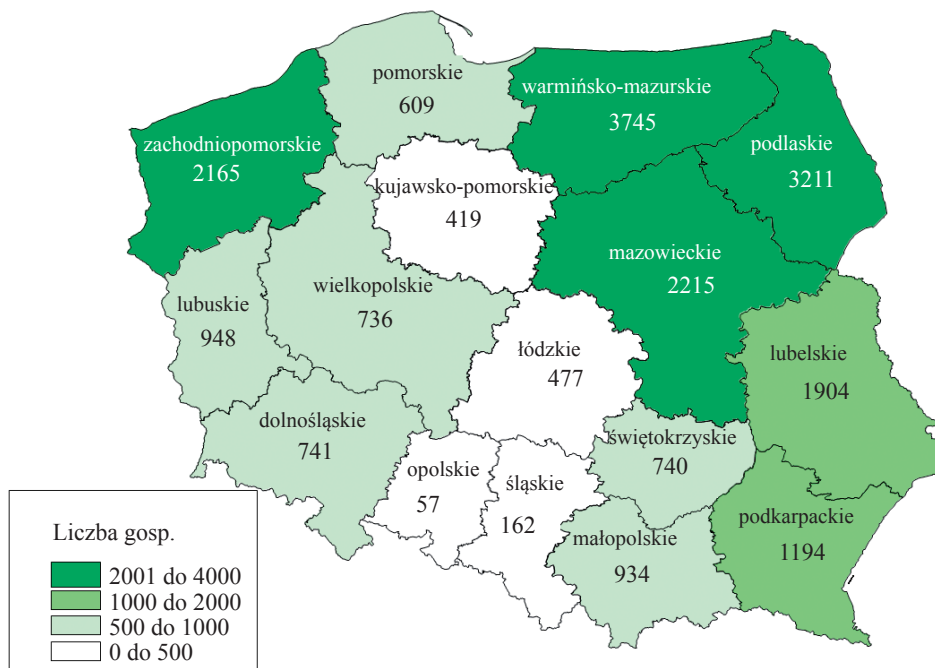 pomorskie
609
warmińsko-mazurskie
3745
zachodniopomorskie
2165
podlaskie
3211
kujawsko-pomorskie
419
mazowieckie
2215
wielkopolskie
736
lubuskie
948
łódzkie
477
lubelskie
1904
dolnośląskie
741
świętokrzyskie
740
opolskie
57
śląskie
162
podkarpackie
1194
małopolskie
934
Liczba gosp.
2001 do 4000
1000 do 2000
500 do 1000
0 do 500